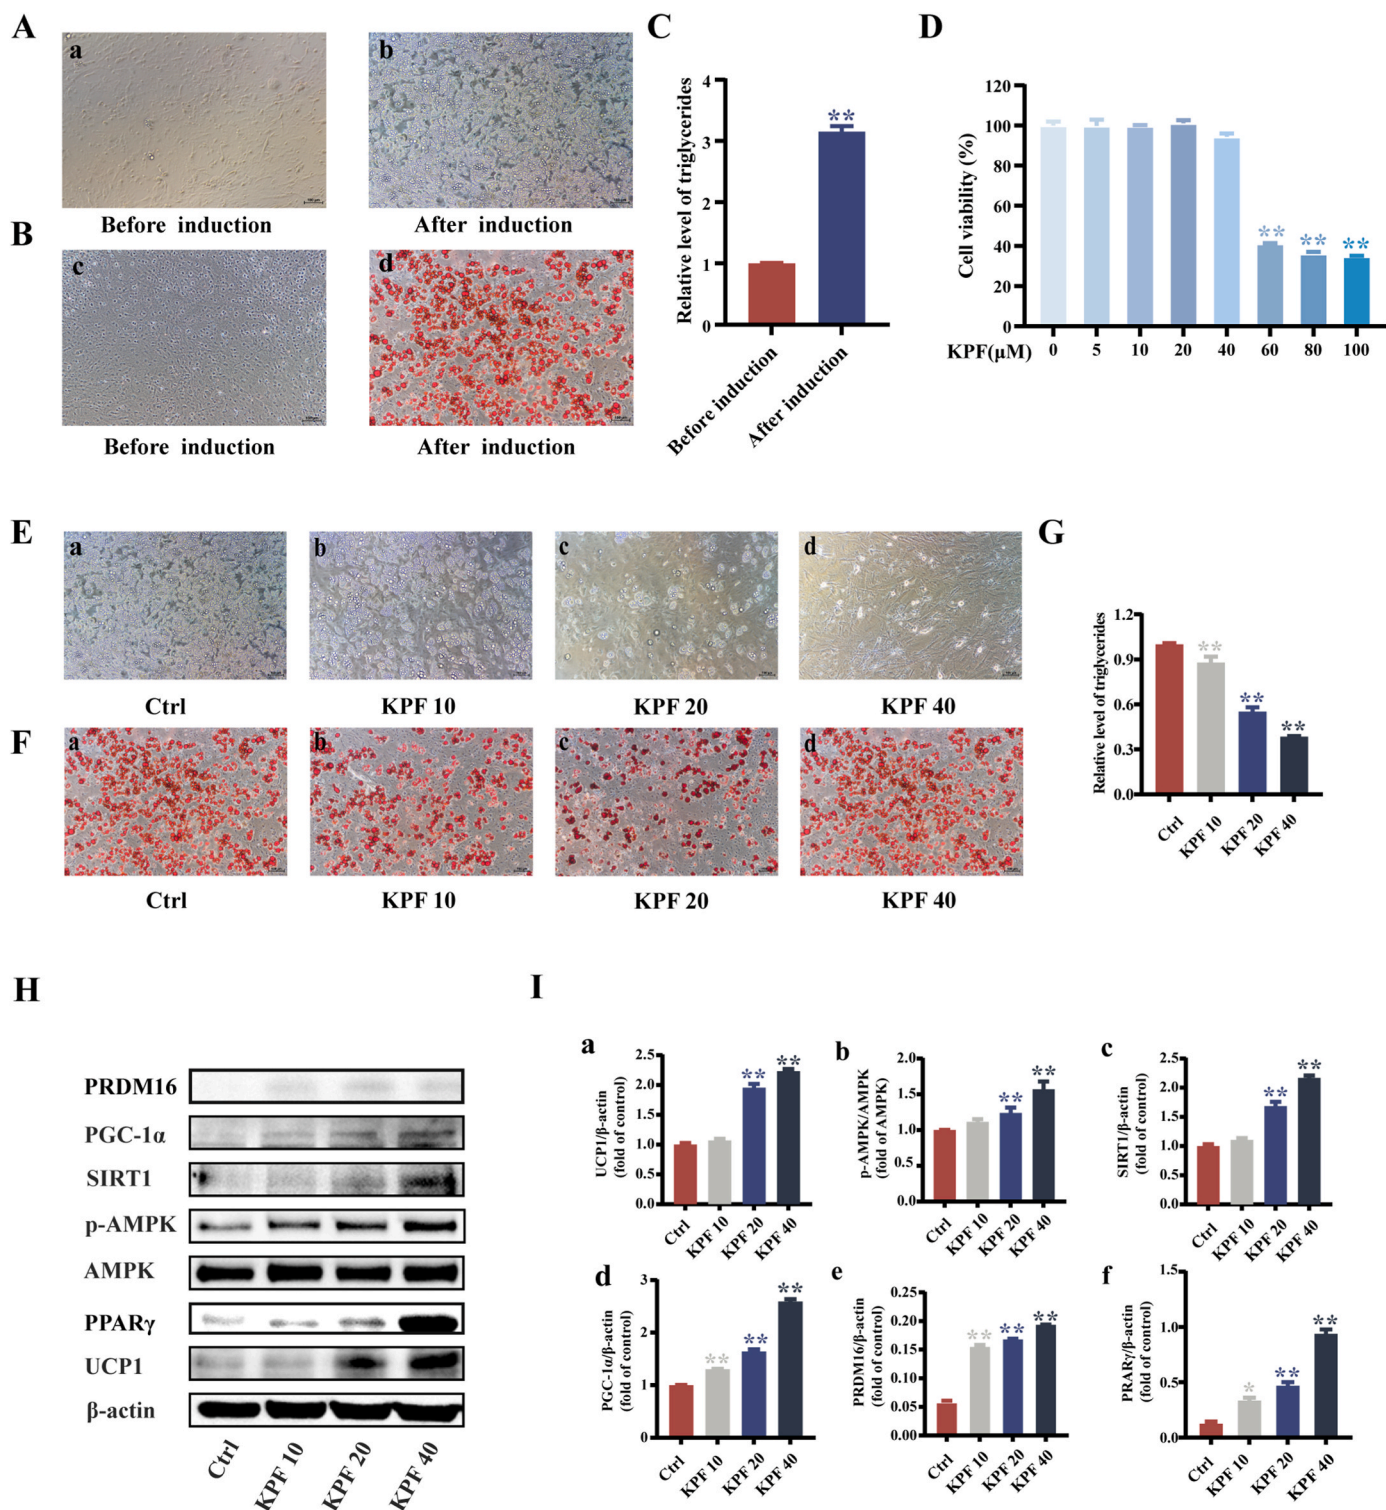 A
a
b
Before induction
After induction
B
c
d
Before induction
After induction
C
Relative level of triglycerides
4
3
2
1
0
**
Before induction
After induction
D
Cell viability (%)
120
100
80
60
40
20
0
** ** **
KPF(μM) 0 5 10 20 40 60 80 100
E
a
b
c
d
Ctrl
KPF 10
KPF 20
KPF 40
F
a
b
c
d
Ctrl
KPF 10
KPF 20
KPF 40
G
Relative level of triglycerides
1.2
0.9
0.6
0.3
0.0
** ** **
Ctrl
KPF 10
KPF 20
KPF 40
H
PRDM16
PGC-1α
SIRT1
p-AMPK
AMPK
PPARγ
UCP1
β-actin
Ctrl
KPF 10
KPF 20
KPF 40
I
a
UCP1/β-actin
(fold of control)
2.5
2.0
1.5
1.0
0.5
0.0
** **
Ctrl
KPF 10
KPF 20
KPF 40
b
p-AMPK/AMPK
(fold of AMPK)
2.0
1.5
1.0
0.5
0.0
** **
Ctrl
KPF 10
KPF 20
KPF 40
c
SIRT1/β-actin
(fold of control)
2.5
2.0
1.5
1.0
0.5
0.0
** **
Ctrl
KPF 10
KPF 20
KPF 40
d
PGC-1α/β-actin
(fold of control)
3
2
1
0
** ** **
Ctrl
KPF 10
KPF 20
KPF 40
e
PRDM16/β-actin
(fold of control)
0.20
0.15
0.10
0.05
0.00
** ** **
Ctrl
KPF 10
KPF 20
KPF 40
f
PRARγ/β-actin
(fold of control)
1.5
1.0
0.5
0.0
* ** **
Ctrl
KPF 10
KPF 20
KPF 40